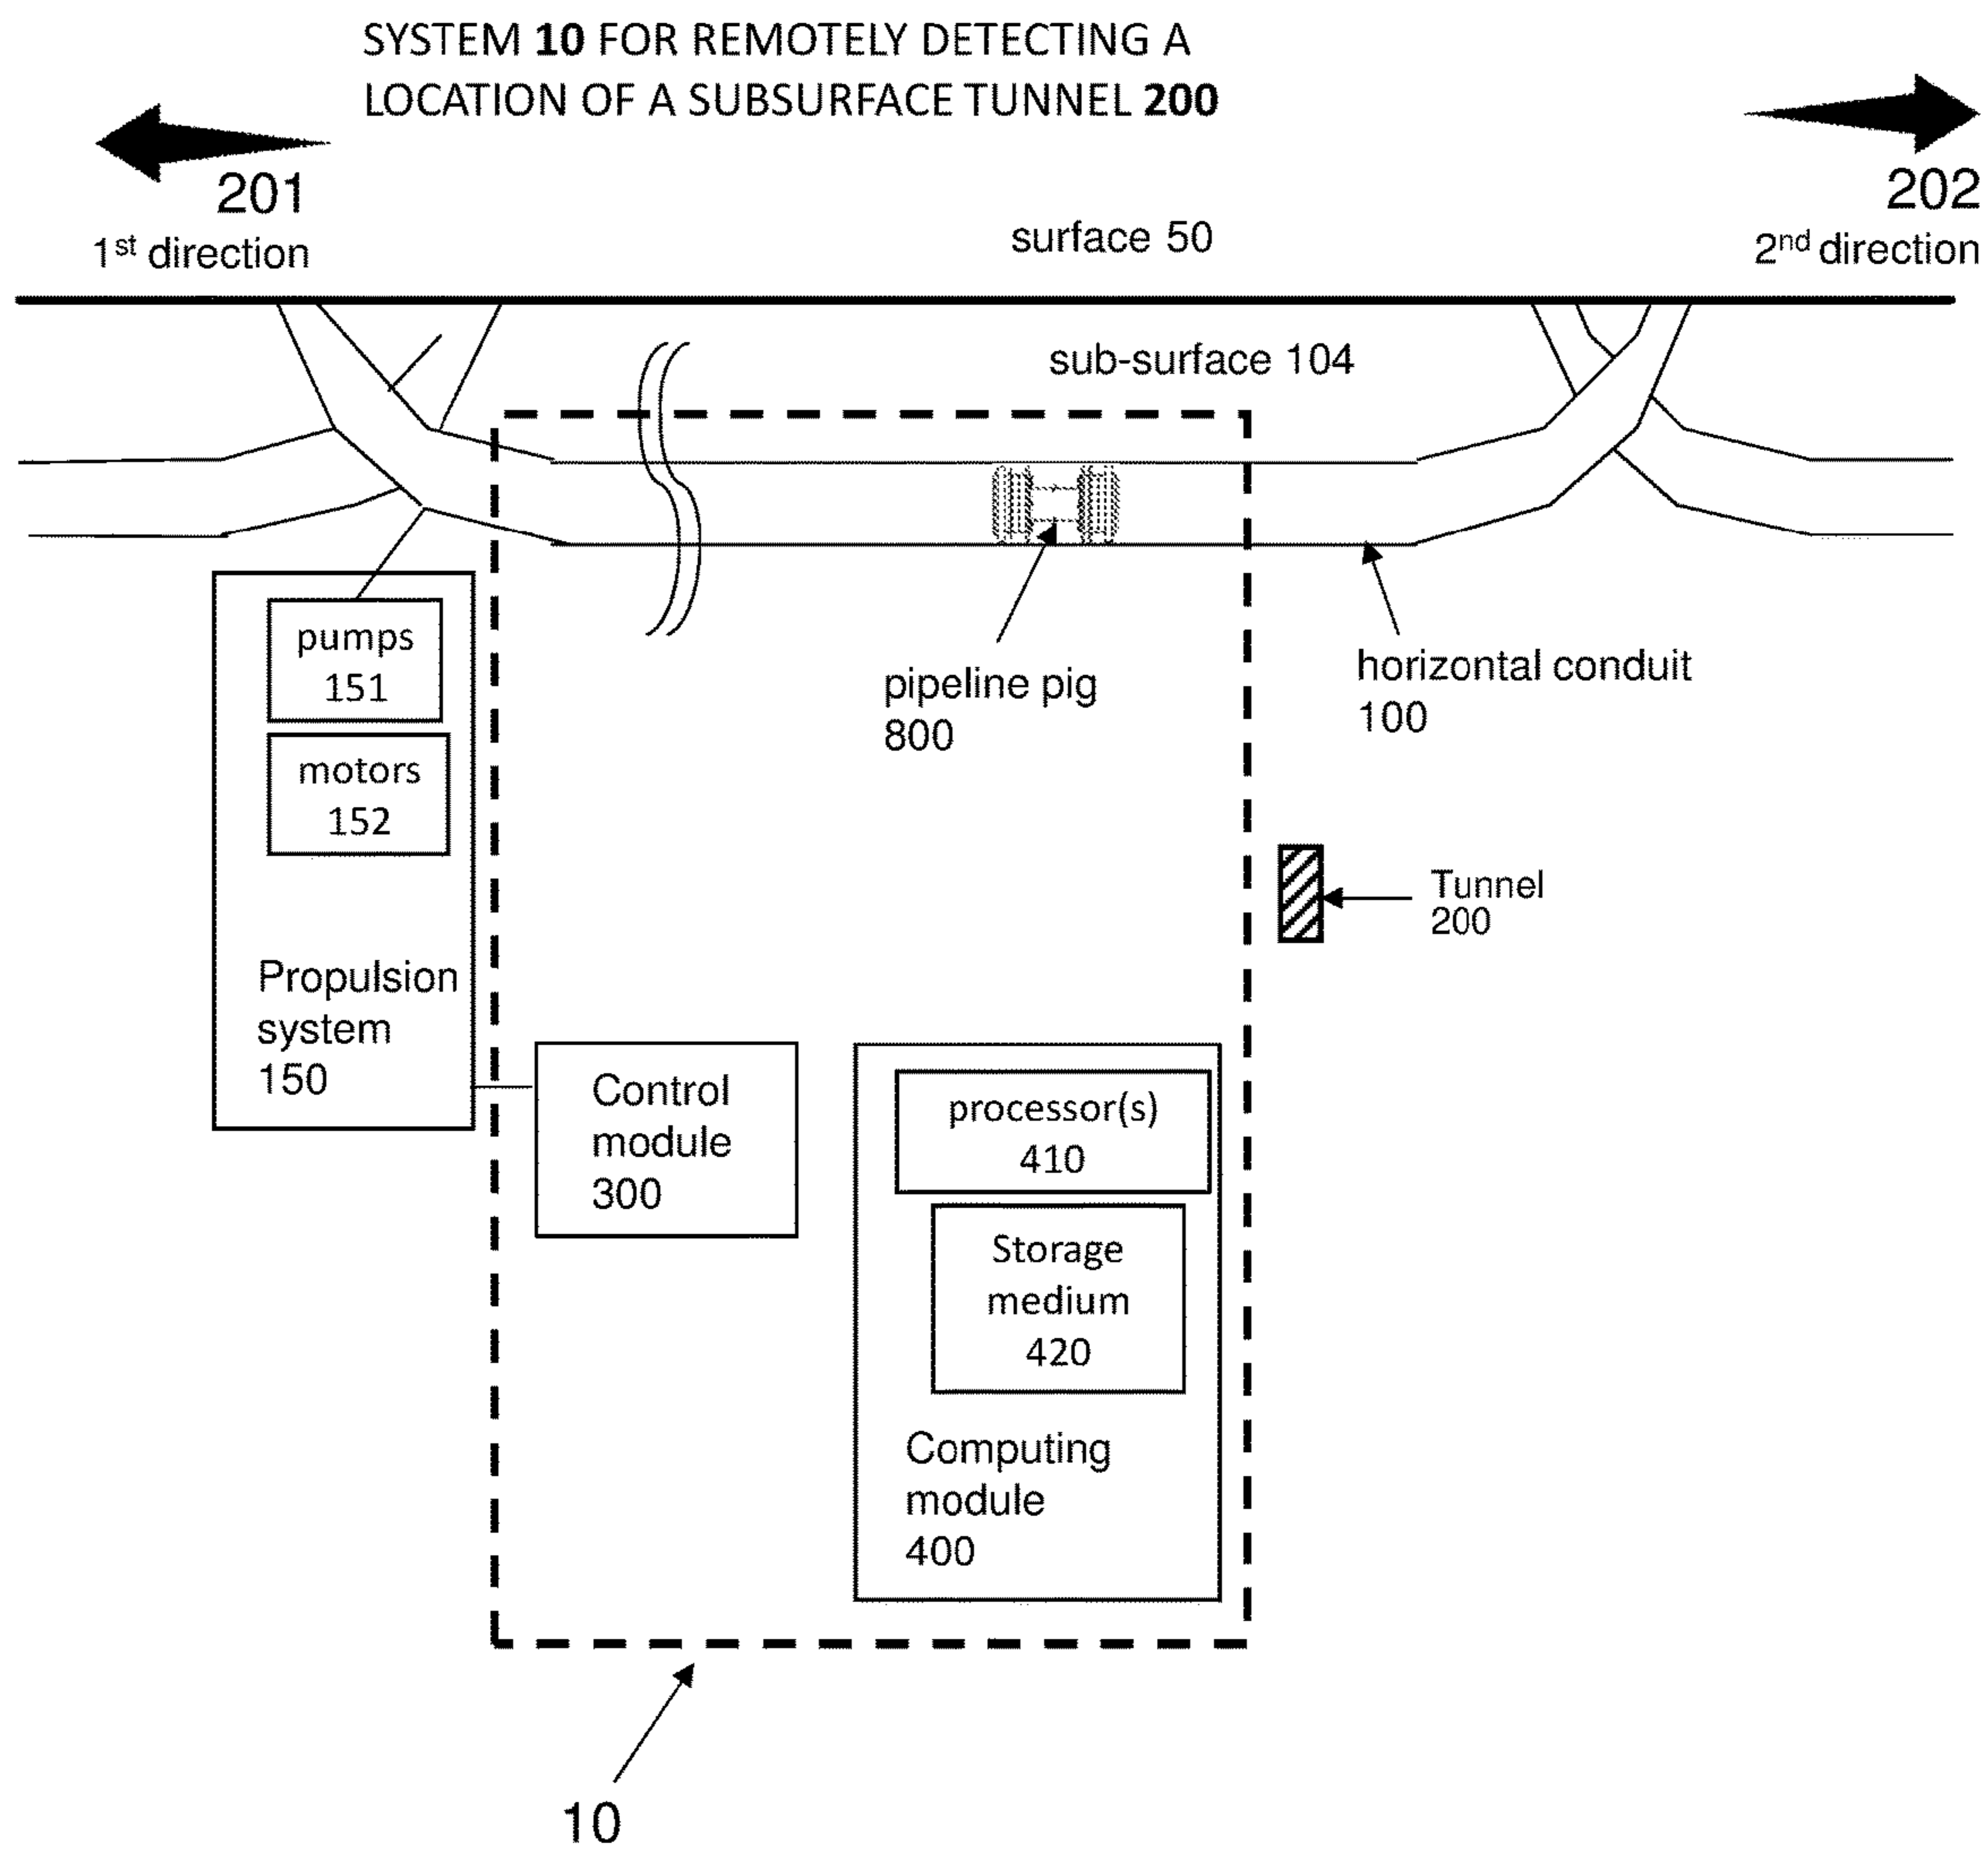 SYSTEM 10 FOR REMOTELY DETECTING A
LOCATION OF A SUBSURFACE TUNNEL 200
201
1st direction
202
2nd direction
surface 50
sub-surface 104
pumps
151
motors
152
Propulsion
system
150
pipeline pig
800
horizontal conduit
100
Tunnel
200
Control
module
300
processor(s)
410
Storage
medium
420
Computing
module
400
10